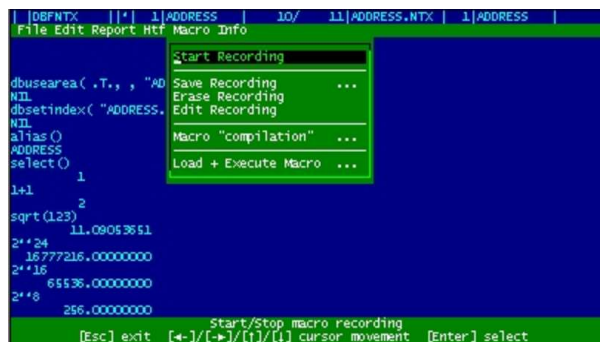 |DBFNTX ||*| 1|ADDRESS | 10/ 11|ADDRESS.NTX | 1|ADDRESS |
File Edit Report Htf Macro Info
Start Recording
Save Recording ...
Erase Recording
Edit Recording
Macro "compilation" ...
Load + Execute Macro ...
dbusearea( .T., , "AD
NIL
dbsetindex( "ADDRESS.
NIL
alias()
ADDRESS
select()
1
1+1
2
sqrt(123)
11.09053651
2**24
16777216.00000000
2**16
65536.00000000
2**8
256.00000000
Start/Stop macro recording
[Esc] exit [◄-]/[-►]/[↑]/[↓] cursor movement [Enter] select